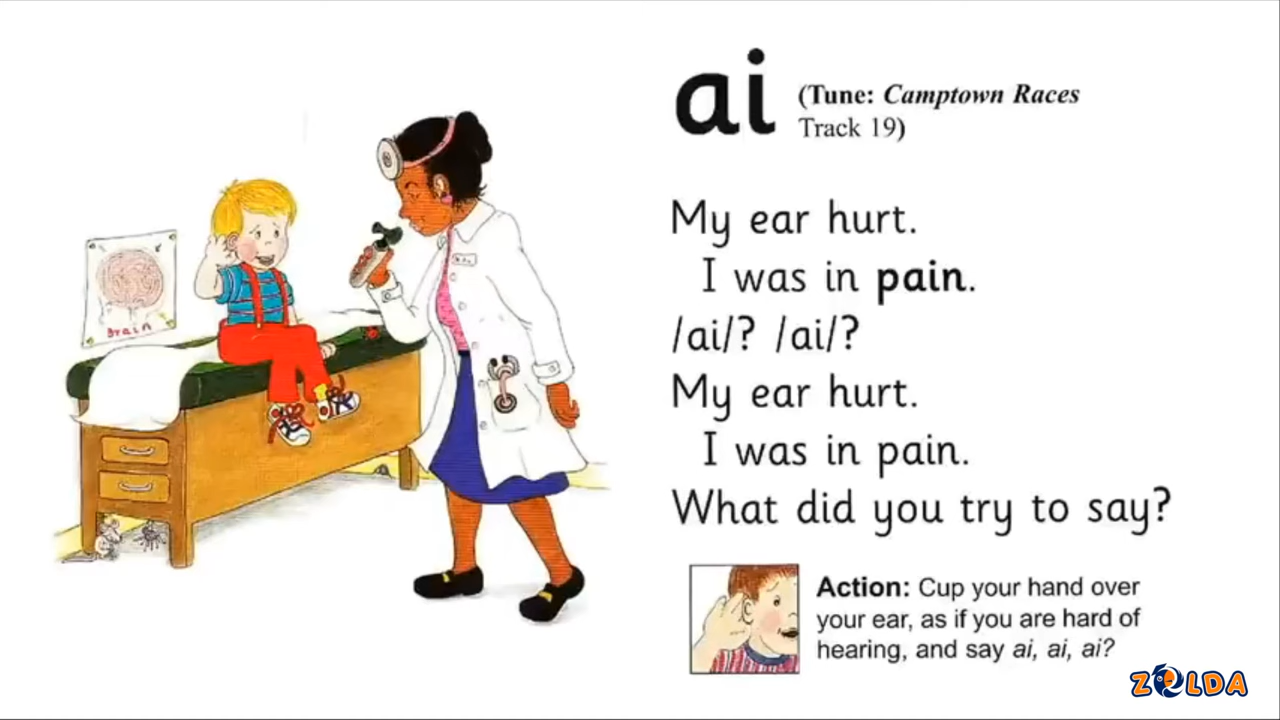 ai
(Tune: Camptown Races
Track 19)
My ear hurt.
I was in pain.
/ai/? /ai/?
My ear hurt.
I was in pain.
What did you try to say?
Action: Cup your hand over
your ear, as if you are hard of
hearing, and say ai, ai, ai?
Brain
ZELDA